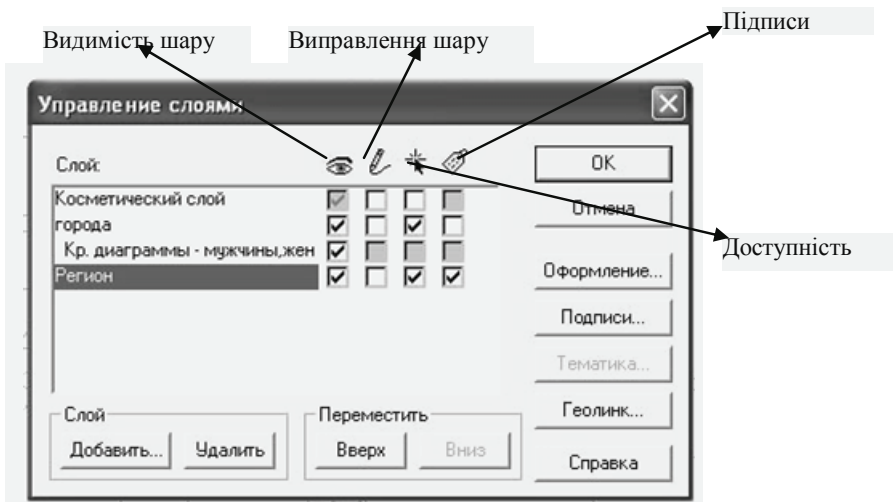 Підписи
Видимість шару
Виправлення шару
Управление слоями
Слой:
OK
Косметический слой
Отмена
города
Кр. диаграммы - мужчины,жен
Доступність
Регион
Оформление...
Подписи...
Тематика...
Слой
Переместить
Геолинк...
Добавить...
Удалить
Вверх
Вниз
Справка